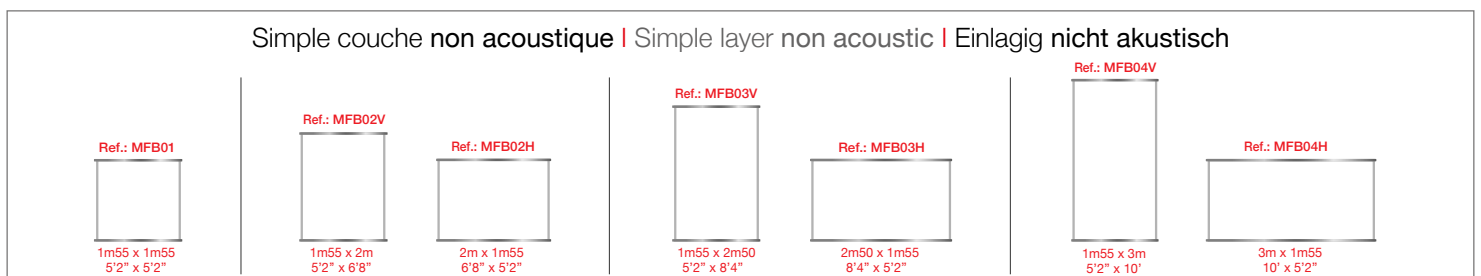 Simple couche non acoustique I Simple layer non acoustic I Einlagig nicht akustisch
Ref.: MFB01
1m55 x 1m55
5'2" x 5'2"
Ref.: MFB02V
1m55 x 2m
5'2" x 6'8"
Ref.: MFB02H
2m x 1m55
6'8" x 5'2"
Ref.: MFB03V
1m55 x 2m50
5'2" x 8'4"
Ref.: MFB03H
2m50 x 1m55
8'4" x 5'2"
Ref.: MFB04V
1m55 x 3m
5'2" x 10'
Ref.: MFB04H
3m x 1m55
10' x 5'2"